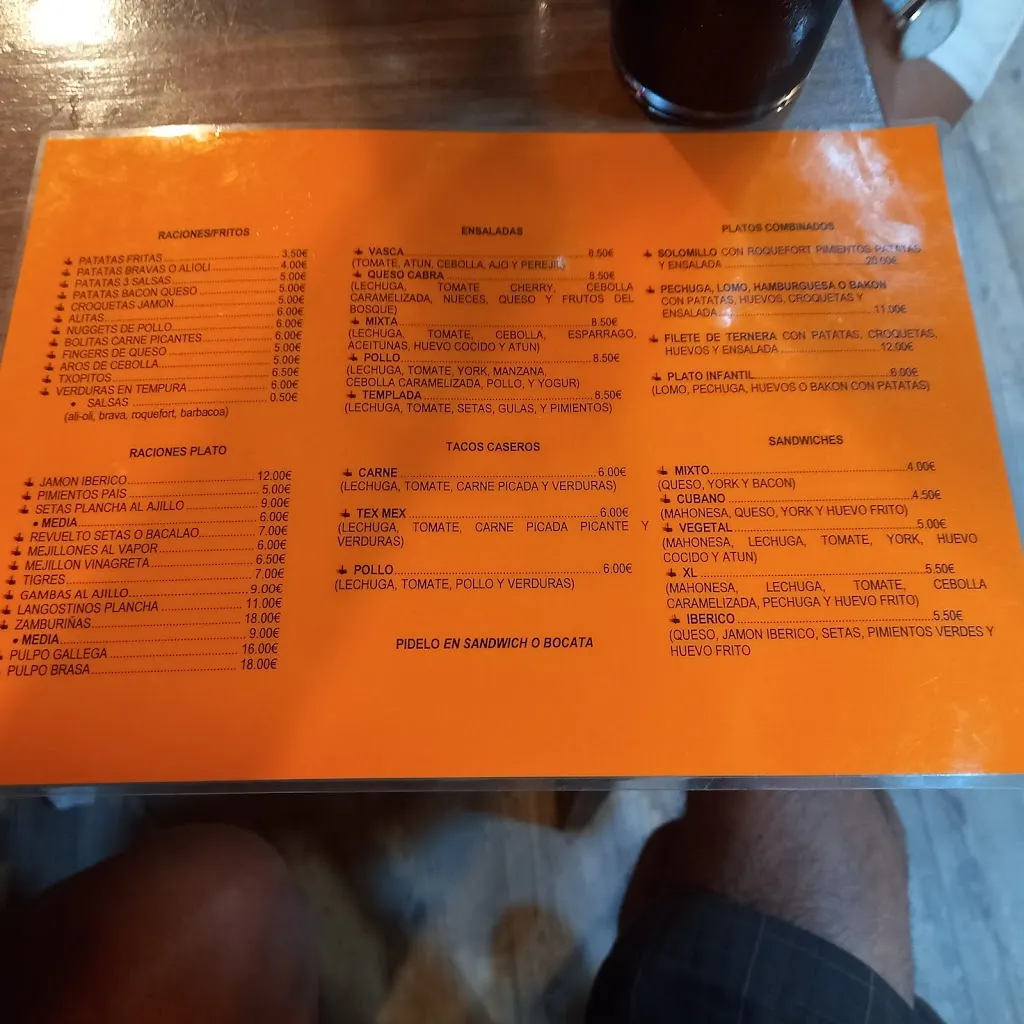 RACIONES/FRITOS
PATATAS FRITAS 3.50€
PATATAS BRAVAS O ALIOLI 4.00€
PATATAS 3 SALSAS 5.00€
PATATAS BACON QUESO 5.00€
CROQUETAS JAMON 5.00€
ALITAS 6.00€
NUGGETS DE POLLO 6.00€
BOLITAS CARNE PICANTES 6.00€
FINGERS DE QUESO 5.00€
AROS DE CEBOLLA 5.00€
TXOPITOS 6.50€
VERDURAS EN TEMPURA 6.00€
• SALSAS 0.50€
(ali-oli, brava, roquefort, barbacoa)
RACIONES PLATO
JAMON IBERICO 12.00€
PIMIENTOS PAIS 5.00€
SETAS PLANCHA AL AJILLO 9.00€
• MEDIA 6.00€
REVUELTO SETAS O BACALAO 7.00€
MEJILLONES AL VAPOR 6.00€
MEJILLON VINAGRETA 6.50€
TIGRES 7.00€
GAMBAS AL AJILLO 9.00€
LANGOSTINOS PLANCHA 11.00€
ZAMBURIÑAS 18.00€
• MEDIA 9.00€
PULPO GALLEGA 16.00€
PULPO BRASA 18.00€
ENSALADAS
VASCA 8.50€
(TOMATE, ATUN, CEBOLLA, AJO Y PEREJIL)
QUESO CABRA 8.50€
(LECHUGA, TOMATE CHERRY, CEBOLLA
CARAMELIZADA, NUECES, QUESO Y FRUTOS DEL
BOSQUE)
MIXTA 8.50€
(LECHUGA, TOMATE, CEBOLLA, ESPARRAGO,
ACEITUNAS, HUEVO COCIDO Y ATUN)
POLLO 8.50€
(LECHUGA, TOMATE, YORK, MANZANA,
CEBOLLA CARAMELIZADA, POLLO, Y YOGUR)
TEMPLADA 8.50€
(LECHUGA, TOMATE, SETAS, GULAS, Y PIMIENTOS)
TACOS CASEROS
CARNE 6.00€
(LECHUGA, TOMATE, CARNE PICADA Y VERDURAS)
TEX MEX 6.00€
(LECHUGA, TOMATE, CARNE PICADA PICANTE Y
VERDURAS)
POLLO 6.00€
(LECHUGA, TOMATE, POLLO Y VERDURAS)
PIDELO EN SANDWICH O BOCATA
PLATOS COMBINADOS
SOLOMILLO CON ROQUEFORT PIMIENTOS PATATAS
Y ENSALADA 20.00€
PECHUGA, LOMO, HAMBURGUESA O BAKON
CON PATATAS, HUEVOS, CROQUETAS Y
ENSALADA 11.00€
FILETE DE TERNERA CON PATATAS, CROQUETAS,
HUEVOS Y ENSALADA 12.00€
PLATO INFANTIL 6.00€
(LOMO, PECHUGA, HUEVOS O BAKON CON PATATAS)
SANDWICHES
MIXTO 4.00€
(QUESO, YORK Y BACON)
CUBANO 4.50€
(MAHONESA, QUESO, YORK Y HUEVO FRITO)
VEGETAL 5.00€
(MAHONESA, LECHUGA, TOMATE, YORK, HUEVO
COCIDO Y ATUN)
XL 5.50€
(MAHONESA, LECHUGA, TOMATE, CEBOLLA
CARAMELIZADA, PECHUGA Y HUEVO FRITO)
IBERICO 5.50€
(QUESO, JAMON IBERICO, SETAS, PIMIENTOS VERDES Y
HUEVO FRITO